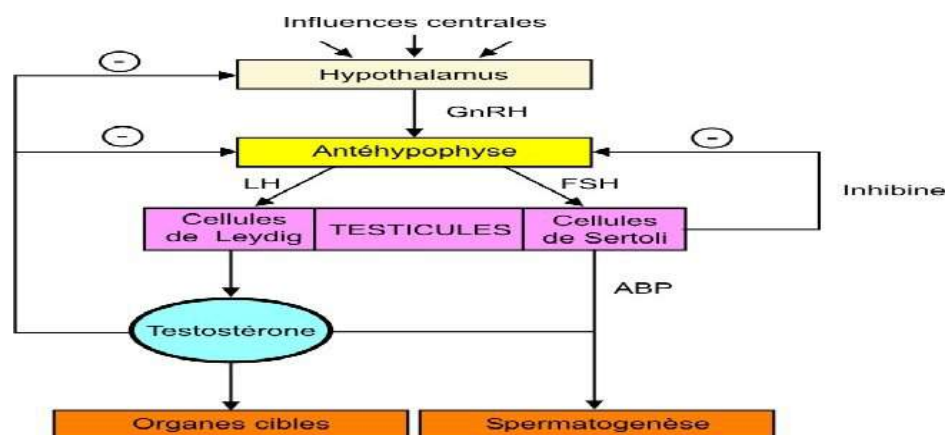 Influences centrales
-
Hypothalamus
GnRH
-
-
Antéhypophyse
LH
FSH
Inhibine
Cellules
de Leydig
TESTICULES
Cellules
de Sertoli
ABP
Testostérone
Organes cibles
Spermatogenèse